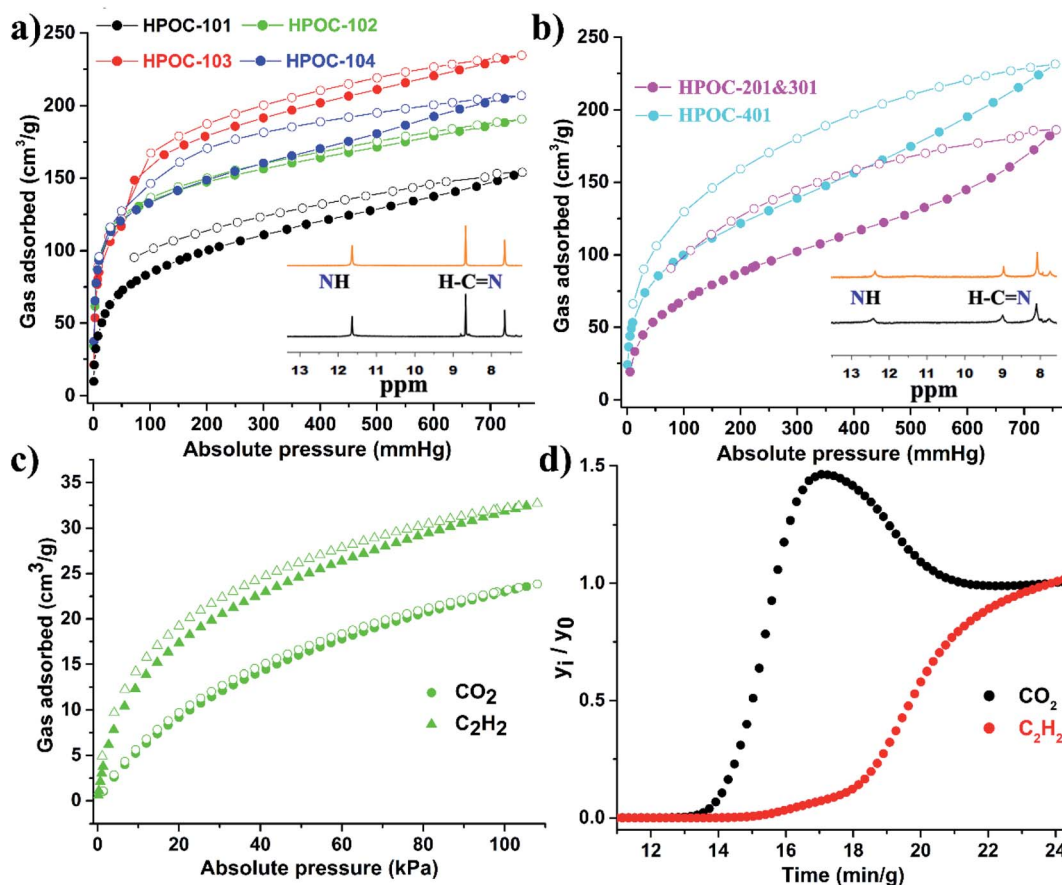 a)
HPOC-101
HPOC-102
HPOC-103
HPOC-104
Gas adsorbed (cm³/g)
250
200
150
100
50
0
NH
H-C=N
13 12 11 10 9 8
ppm
0 100 200 300 400 500 600 700
Absolute pressure (mmHg)
b)
HPOC-201&301
HPOC-401
Gas adsorbed (cm³/g)
250
200
150
100
50
0
NH
H-C=N
13 12 11 10 9 8
ppm
0 100 200 300 400 500 600 700
Absolute pressure (mmHg)
c)
Gas adsorbed (cm³/g)
35
30
25
20
15
10
5
0
CO₂
C₂H₂
0 20 40 60 80 100
Absolute pressure (kPa)
d)
yᵢ / y₀
1.5
1.0
0.5
0.0
CO₂
C₂H₂
12 14 16 18 20 22 24
Time (min/g)